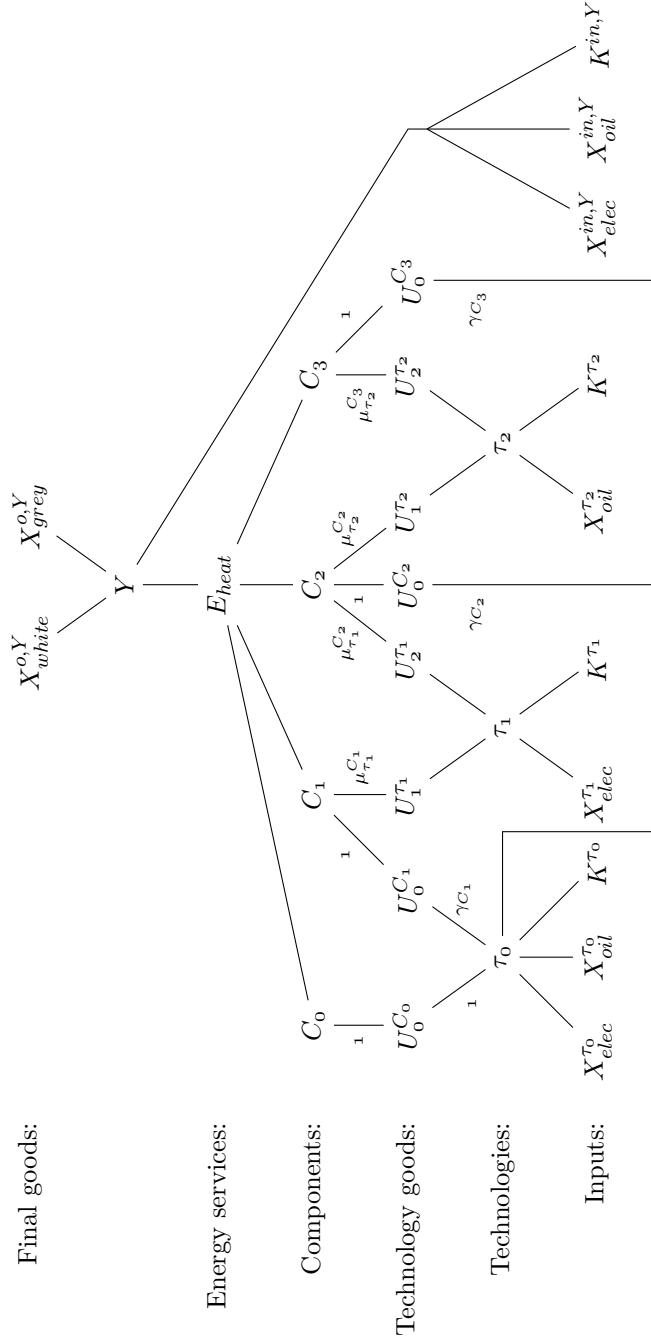 Final goods: X^{o,Y}_{white} X^{o,Y}_{grey}
Y
Energy services: E_{heat}
Components: C_0 C_1 C_2 C_3
1 1 μ^{C_1}_{τ_1} μ^{C_2}_{τ_1} 1 μ^{C_2}_{τ_2} μ^{C_3}_{τ_2} 1
Technology goods: U^{C_0}_0 U^{C_1}_0 U^{τ_1}_1 U^{τ_1}_2 U^{C_2}_0 U^{τ_2}_1 U^{τ_2}_2 U^{C_3}_0
1 γ_{C_1} γ_{C_2} γ_{C_3}
Technologies: τ_0 τ_1 τ_2
Inputs: X^{τ_0}_{elec} X^{τ_0}_{oil} K^{τ_0} X^{τ_1}_{elec} K^{τ_1} X^{τ_2}_{oil} K^{τ_2} X^{in,Y}_{elec} X^{in,Y}_{oil} K^{in,Y}